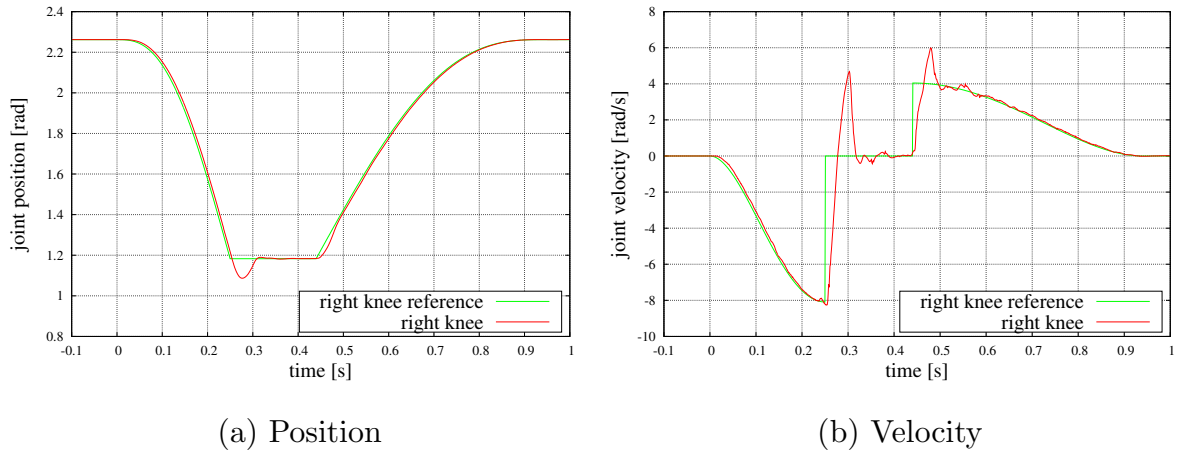 2.4
2.2
2
1.8
1.6
1.4
1.2
1
0.8
joint position [rad]
right knee reference
right knee
-0.1 0 0.1 0.2 0.3 0.4 0.5 0.6 0.7 0.8 0.9 1
time [s]
(a) Position
8
6
4
2
0
-2
-4
-6
-8
-10
joint velocity [rad/s]
right knee reference
right knee
-0.1 0 0.1 0.2 0.3 0.4 0.5 0.6 0.7 0.8 0.9 1
time [s]
(b) Velocity